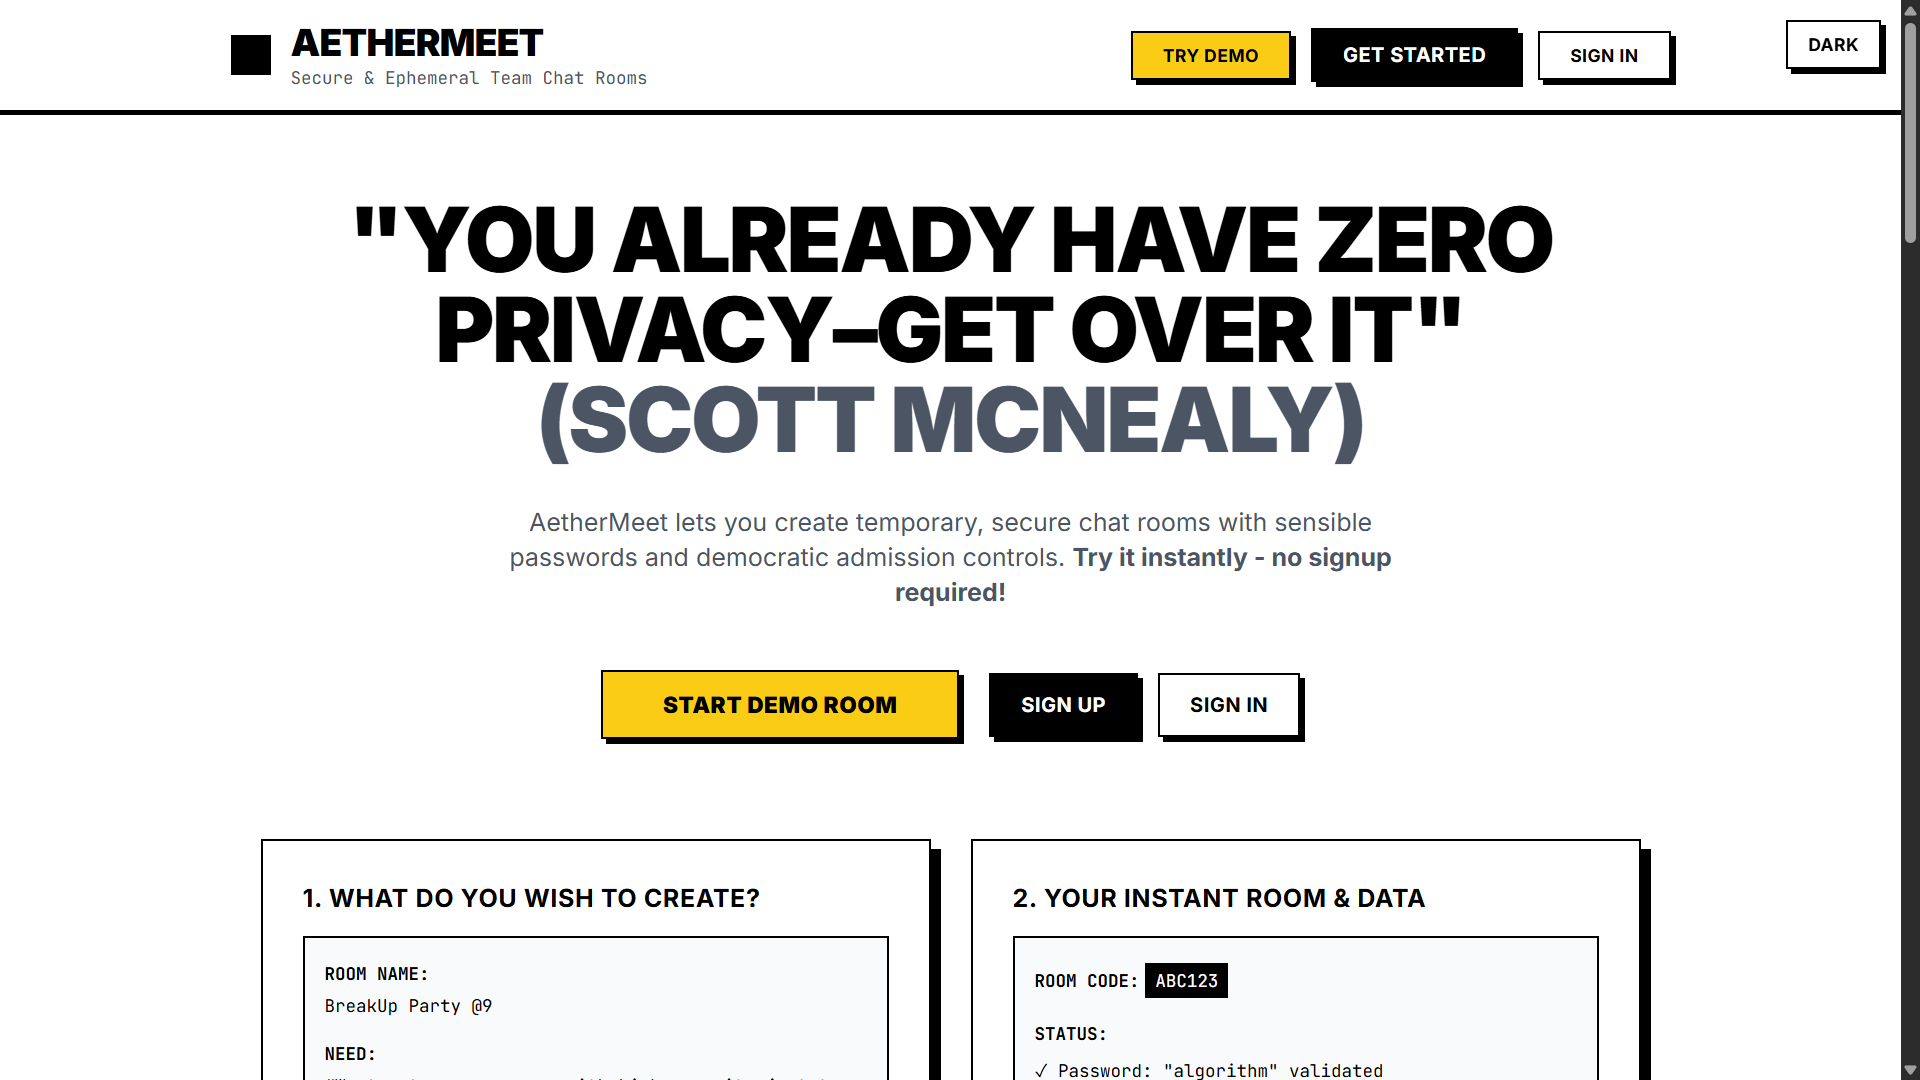 AETHERMEET
Secure & Ephemeral Team Chat Rooms
TRY DEMO
GET STARTED
SIGN IN
DARK
"YOU ALREADY HAVE ZERO
PRIVACY–GET OVER IT"
(SCOTT MCNEALY)
AetherMeet lets you create temporary, secure chat rooms with sensible
passwords and democratic admission controls. Try it instantly - no signup
required!
START DEMO ROOM
SIGN UP
SIGN IN
1. WHAT DO YOU WISH TO CREATE?
ROOM NAME:
BreakUp Party @9
NEED:
2. YOUR INSTANT ROOM & DATA
ROOM CODE: ABC123
STATUS:
✓ Password: "algorithm" validated